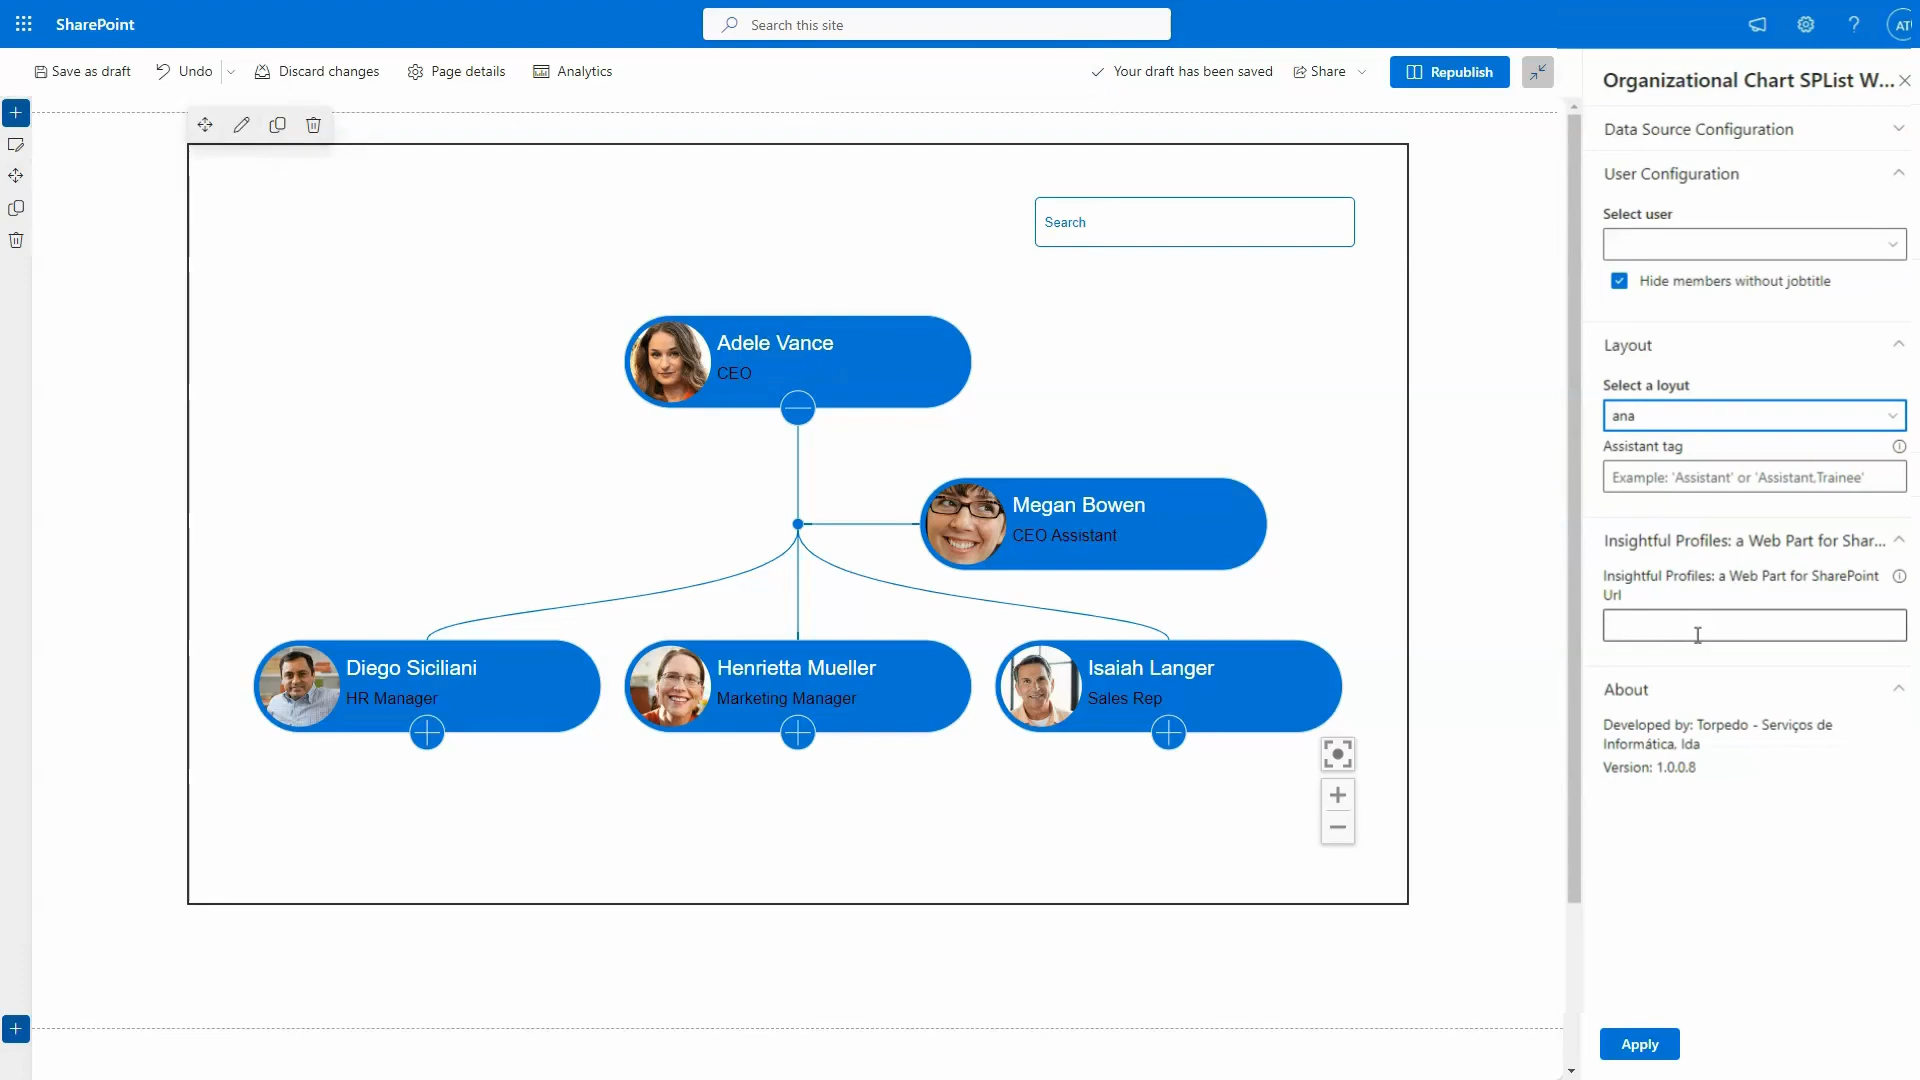 SharePoint
Search this site
AT
Save as draft
Undo
Discard changes
Page details
Analytics
Your draft has been saved
Share
Republish
Search
Adele Vance
CEO
Megan Bowen
CEO Assistant
Diego Siciliani
HR Manager
Henrietta Mueller
Marketing Manager
Isaiah Langer
Sales Rep
Organizational Chart SPList W...
Data Source Configuration
User Configuration
Select user
Hide members without jobtitle
Layout
Select a loyut
ana
Assistant tag
Example: 'Assistant' or 'Assistant,Trainee'
Insightful Profiles: a Web Part for Shar...
Insightful Profiles: a Web Part for SharePoint
Url
About
Developed by: Torpedo - Serviços de
Informática, lda
Version: 1.0.0.8
Apply